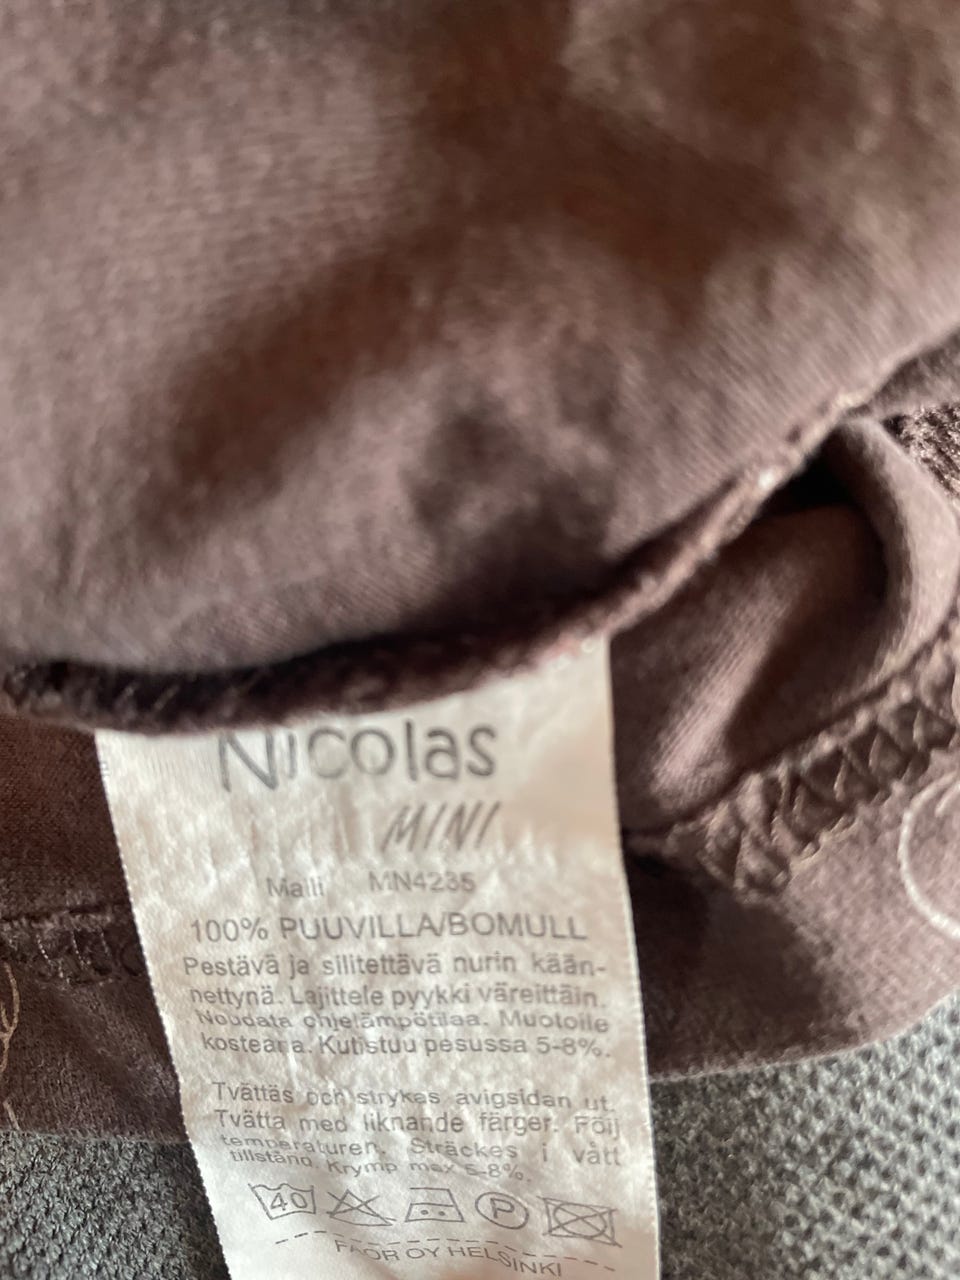 Nicolas
MINI
Malli MN4235
100% PUUVILLA/BOMULL
Pestävä ja silitettävä nurin kään-
nettynä. Lajittele pyykki väreittäin.
Noudata ohjelämpötilaa. Muotoile
kosteana. Kutistuu pesussa 5-8%.
Tvättas och strykes avigsidan ut.
Tvätta med liknande färger. Följ
temperaturen. Sträckes i vått
tillstånd Krymp max 5-8%.
40 P
FAOR OY HELSINKI